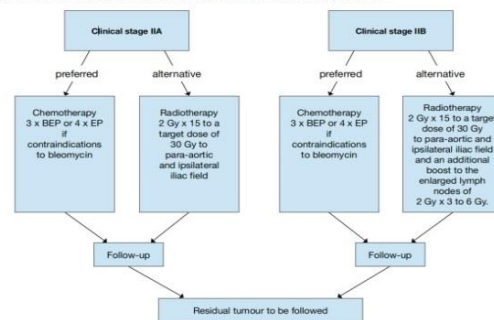 Clinical stage IIA
Clinical stage IIB
preferred
alternative
preferred
alternative
Chemotherapy
3 x BEP or 4 x EP
if
contraindications
to bleomycin
Radiotherapy
2 Gy x 15 to a
target dose of
30 Gy to
para-aortic
and ipsilateral
iliac field
Chemotherapy
3 x BEP or 4 x EP
if
contraindications
to bleomycin
Radiotherapy
2 Gy x 15 to a target
dose of 30 Gy
to para-aortic and
ipsilateral iliac field
and an additional
boost to the
enlarged lymph
nodes of
2 Gy x 3 to 6 Gy.
Follow-up
Follow-up
Residual tumour to be followed